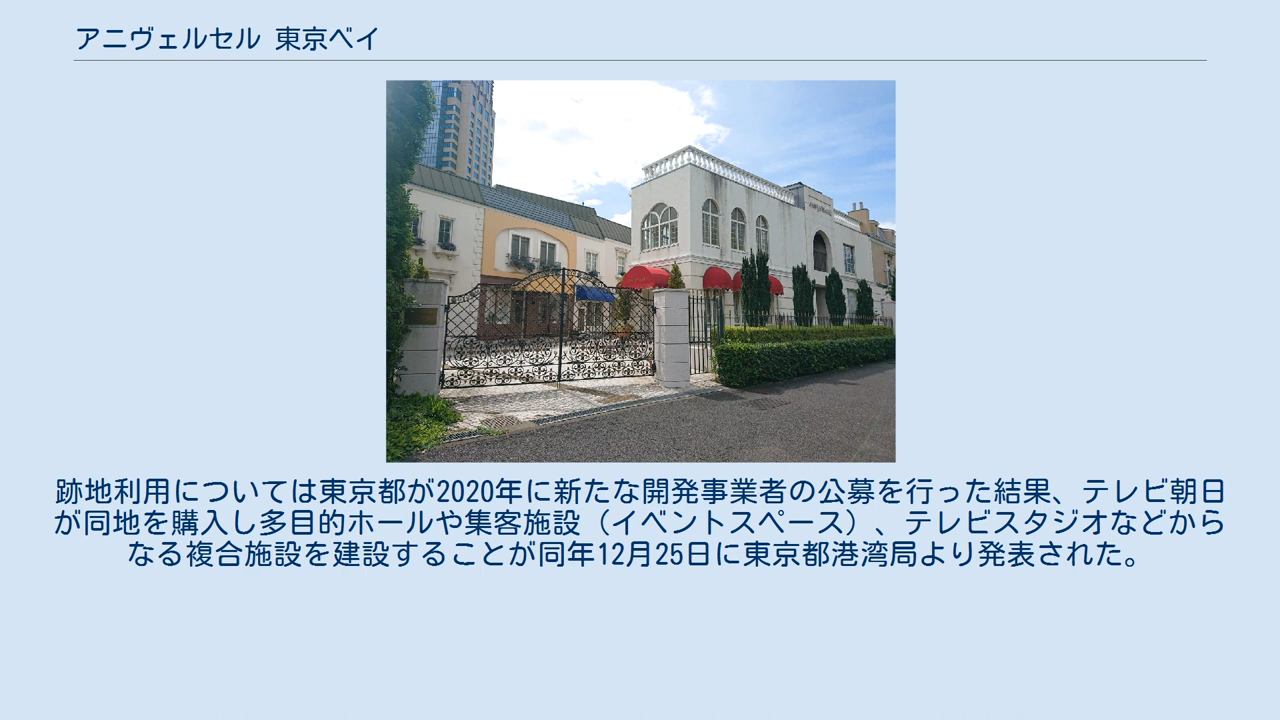 アニヴェルセル 東京ベイ
跡地利用については東京都が2020年に新たな開発事業者の公募を行った結果、テレビ朝日
が同地を購入し多目的ホールや集客施設（イベントスペース）、テレビスタジオなどから
なる複合施設を建設することが同年12月25日に東京都港湾局より発表された。